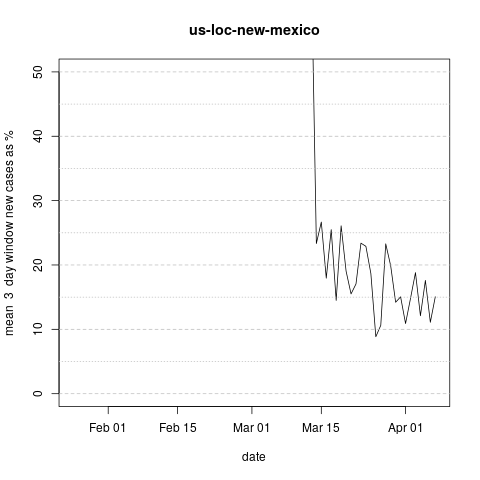 us-loc-new-mexico
mean 3 day window new cases as %
50
40
30
20
10
0
Feb 01 Feb 15 Mar 01 Mar 15 Apr 01
date